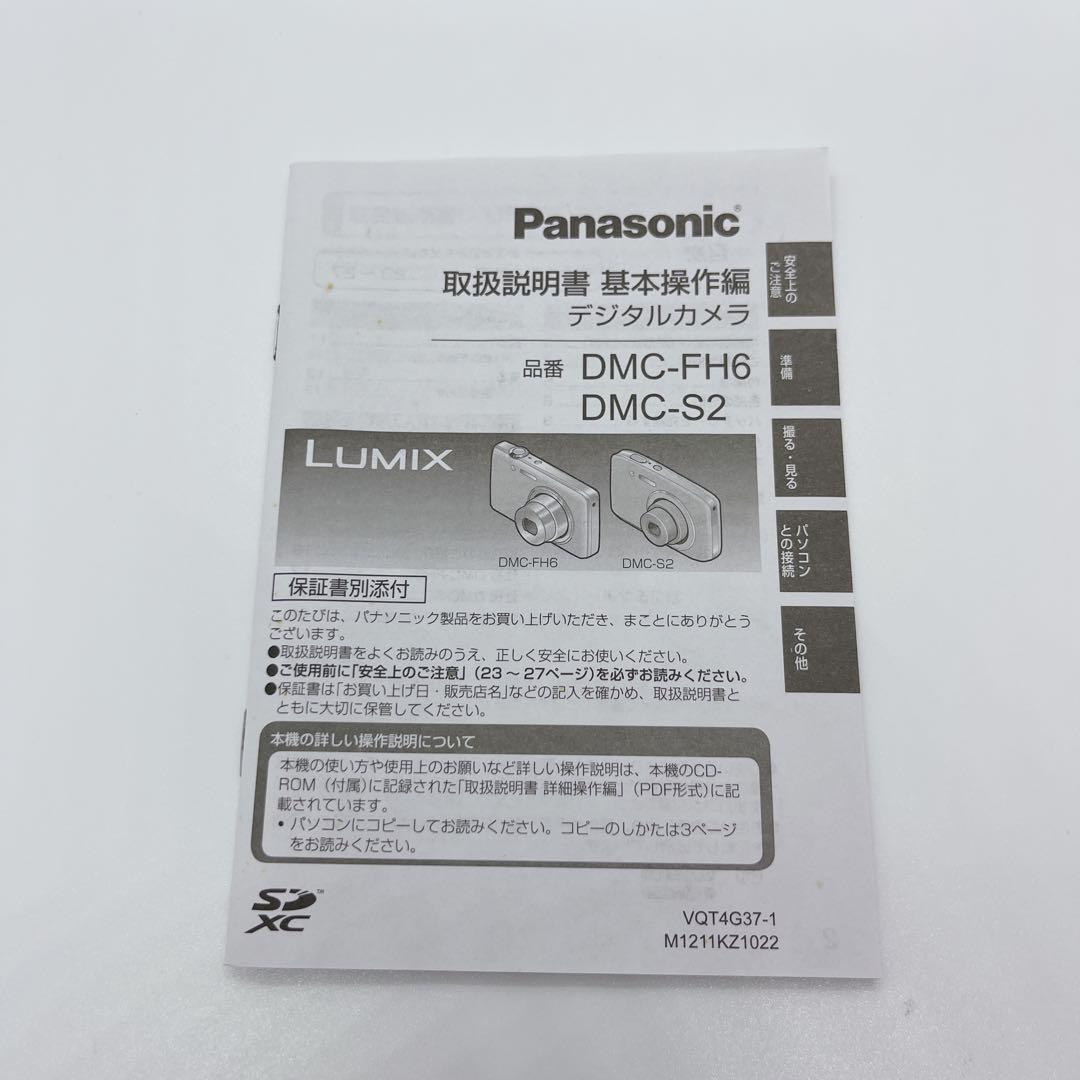 Panasonic®
取扱説明書 基本操作編
デジタルカメラ
品番 DMC-FH6
DMC-S2
LUMIX
DMC-FH6
DMC-S2
保証書別添付
このたびは、パナソニック製品をお買い上げいただき、まことにありがとう
ございます。
●取扱説明書をよくお読みのうえ、正しく安全にお使いください。
●ご使用前に「安全上のご注意」(23～27ページ)を必ずお読みください。
●保証書は「お買い上げ日・販売店名」などの記入を確かめ、取扱説明書と
ともに大切に保管してください。
本機の詳しい操作説明について
本機の使い方や使用上のお願いなど詳しい操作説明は、本機のCD-
ROM(付属)に記録された「取扱説明書 詳細操作編」(PDF形式)に記
載されています。
• パソコンにコピーしてお読みください。コピーのしかたは3ページ
をお読みください。
SD
XC™
VQT4G37-1
M1211KZ1022
安全上の
ご注意
準備
撮る・見る
パソコン
との接続
その他